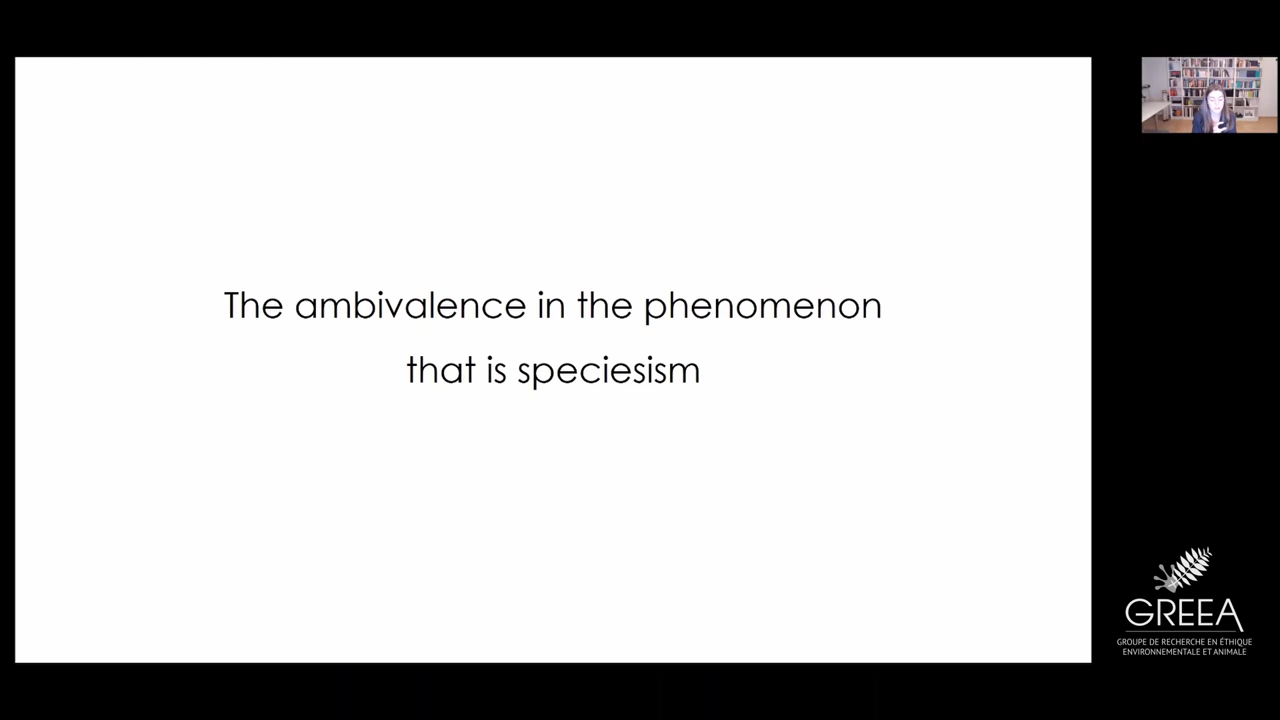 The ambivalence in the phenomenon
that is speciesism
GREEA
GROUPE DE RECHERCHE EN ÉTHIQUE
ENVIRONNEMENTALE ET ANIMALE